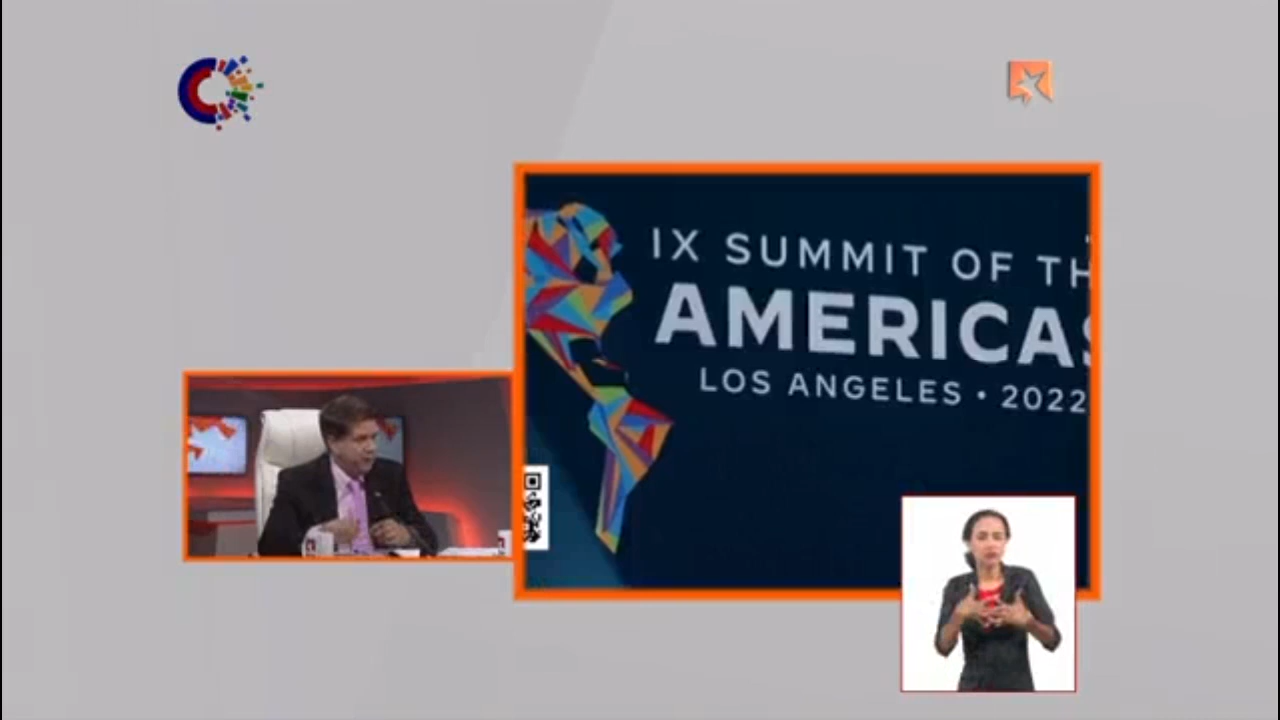 IX SUMMIT OF TH
AMERICAS
LOS ANGELES • 2022